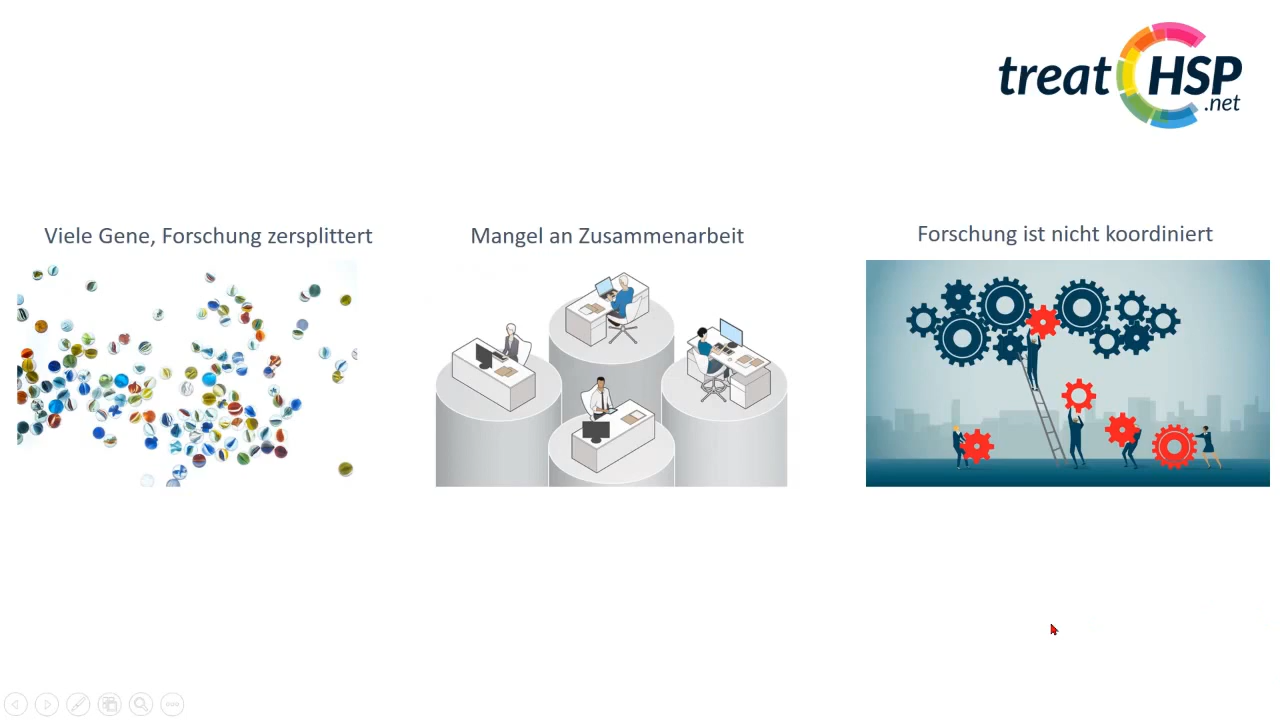 treat HSP
.net
Viele Gene, Forschung zersplittert
Mangel an Zusammenarbeit
Forschung ist nicht koordiniert